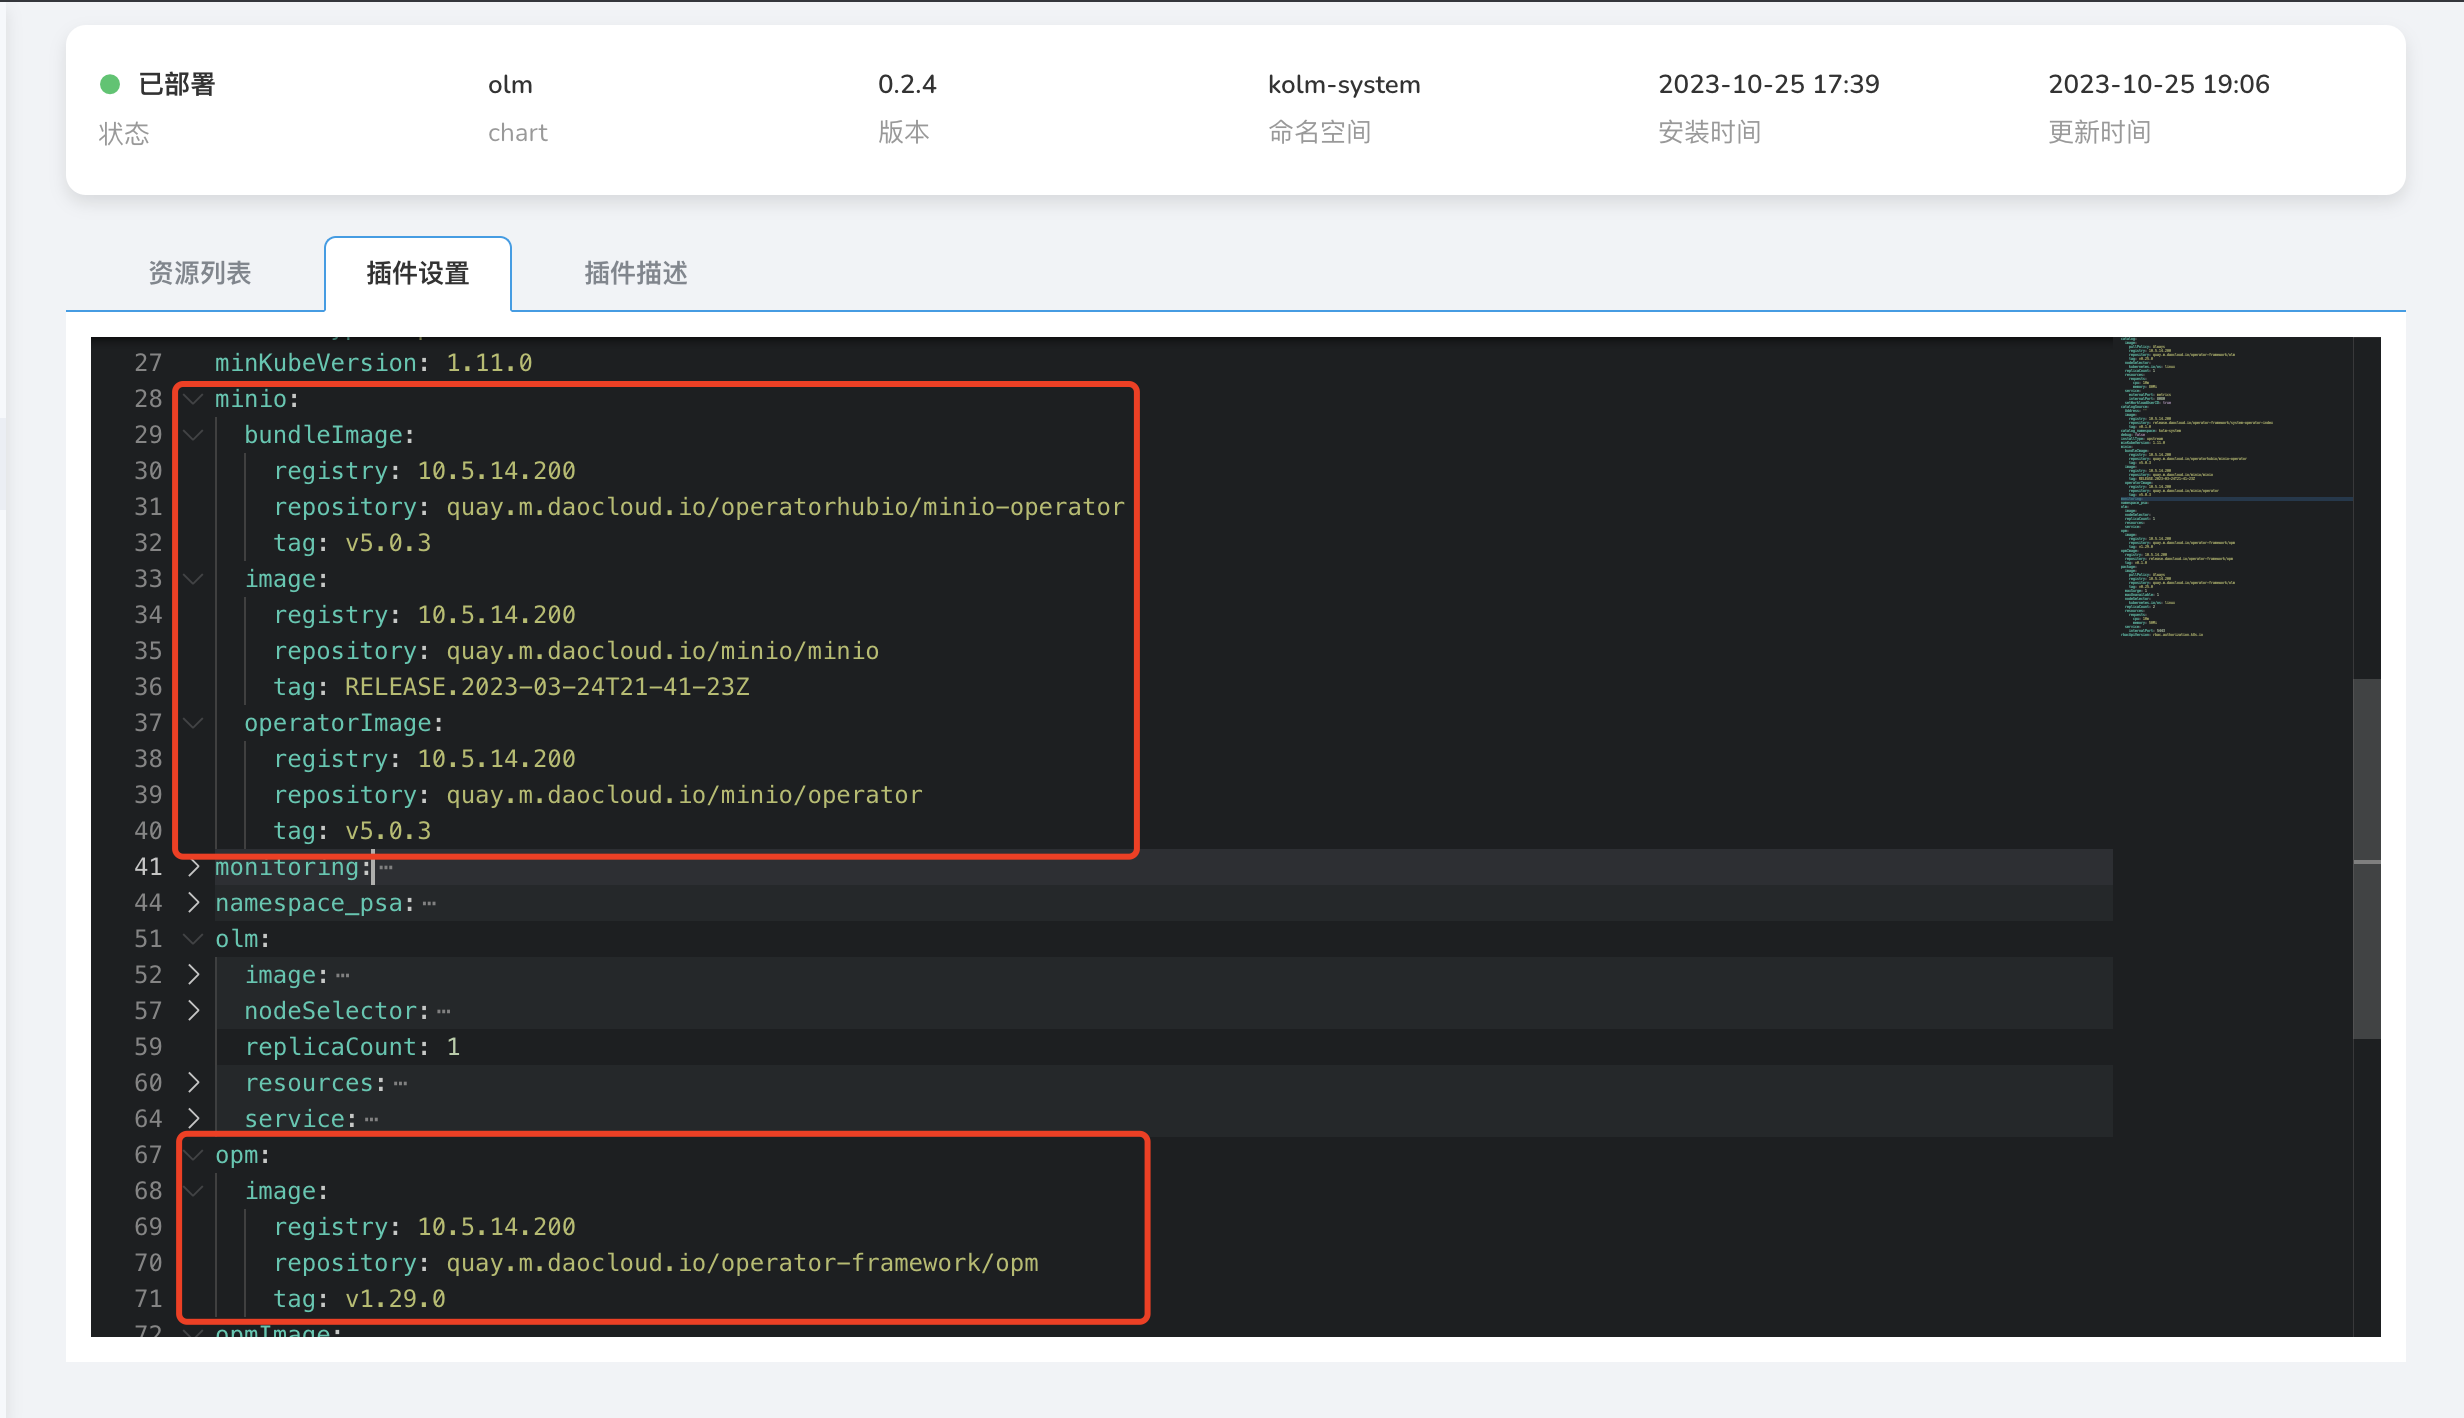 已部署 olm 0.2.4 kolm-system 2023-10-25 17:39 2023-10-25 19:06
状态 chart 版本 命名空间 安装时间 更新时间
资源列表 插件设置 插件描述
27 minKubeVersion: 1.11.0
28 minio:
29 bundleImage:
30 registry: 10.5.14.200
31 repository: quay.m.daocloud.io/operatorhubio/minio-operator
32 tag: v5.0.3
33 image:
34 registry: 10.5.14.200
35 repository: quay.m.daocloud.io/minio/minio
36 tag: RELEASE.2023-03-24T21-41-23Z
37 operatorImage:
38 registry: 10.5.14.200
39 repository: quay.m.daocloud.io/minio/operator
40 tag: v5.0.3
41 monitoring:…
44 namespace_psa:…
51 olm:
52 image:…
57 nodeSelector:…
59 replicaCount: 1
60 resources:…
64 service:…
67 opm:
68 image:
69 registry: 10.5.14.200
70 repository: quay.m.daocloud.io/operator-framework/opm
71 tag: v1.29.0
72 opmImage: